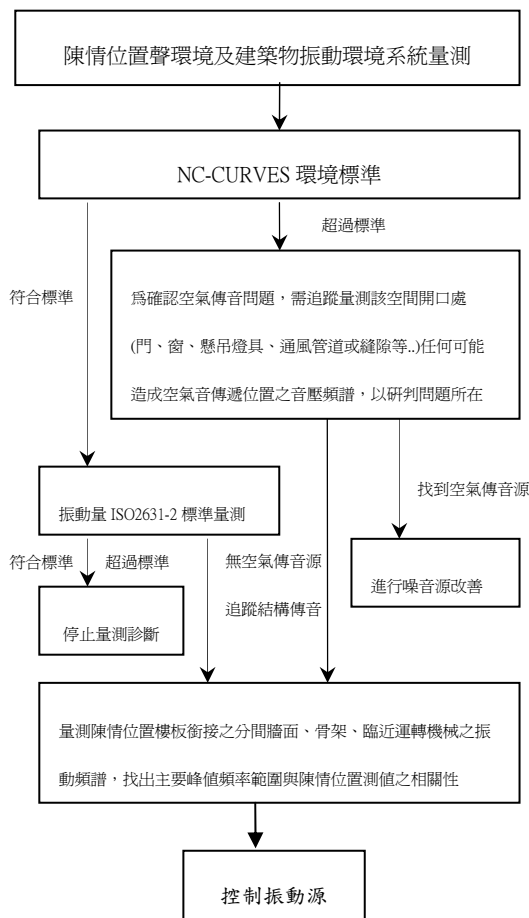 陳情位置聲環境及建築物振動環境系統量測
NC-CURVES 環境標準
超過標準
符合標準
為確認空氣傳音問題，需追蹤量測該空間開口處
(門、窗、懸吊燈具、通風管道或縫隙等..)任何可能
造成空氣音傳遞位置之音壓頻譜，以研判問題所在
找到空氣傳音源
振動量 ISO2631-2 標準量測
符合標準
超過標準
無空氣傳音源
追蹤結構傳音
進行噪音源改善
停止量測診斷
量測陳情位置樓板銜接之分間牆面、骨架、臨近運轉機械之振
動頻譜，找出主要峰值頻率範圍與陳情位置測值之相關性
控制振動源